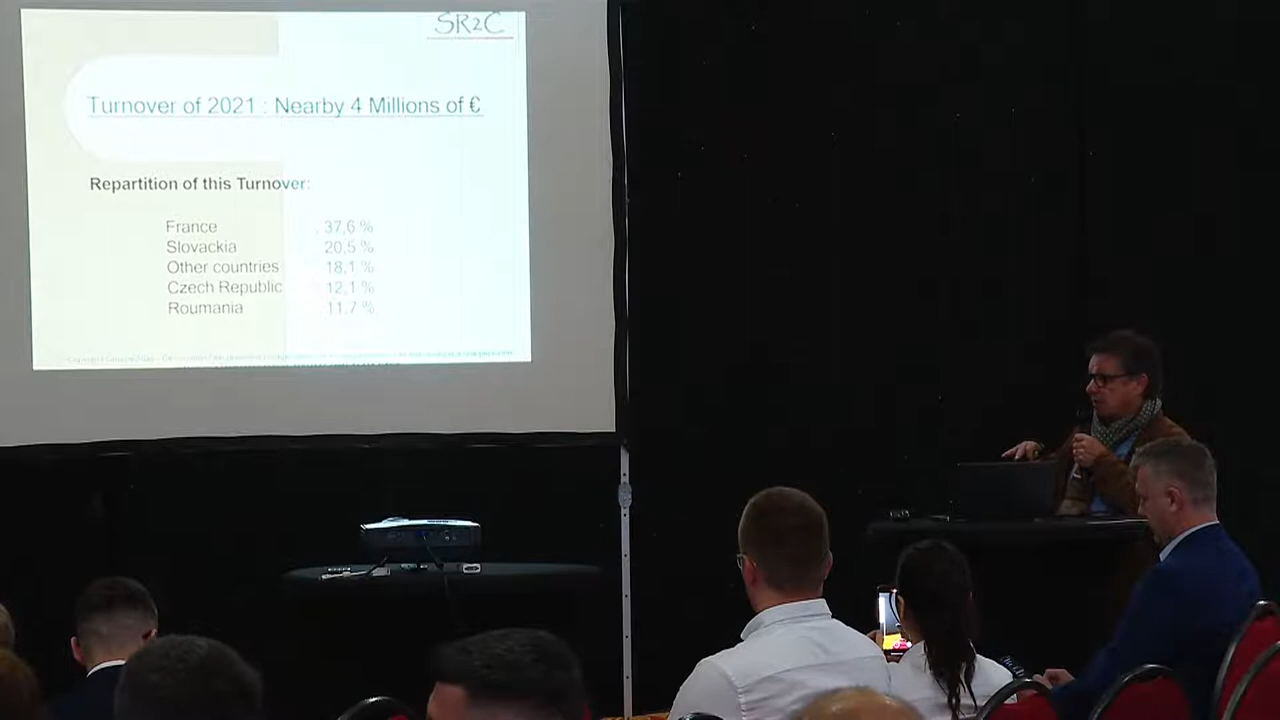 SR2C
Turnover of 2021 : Nearby 4 Millions of €
Repartition of this Turnover:
France 37,6 %
Slovackia 20,5 %
Other countries 18,1 %
Czech Republic 12,1 %
Roumania 11,7 %